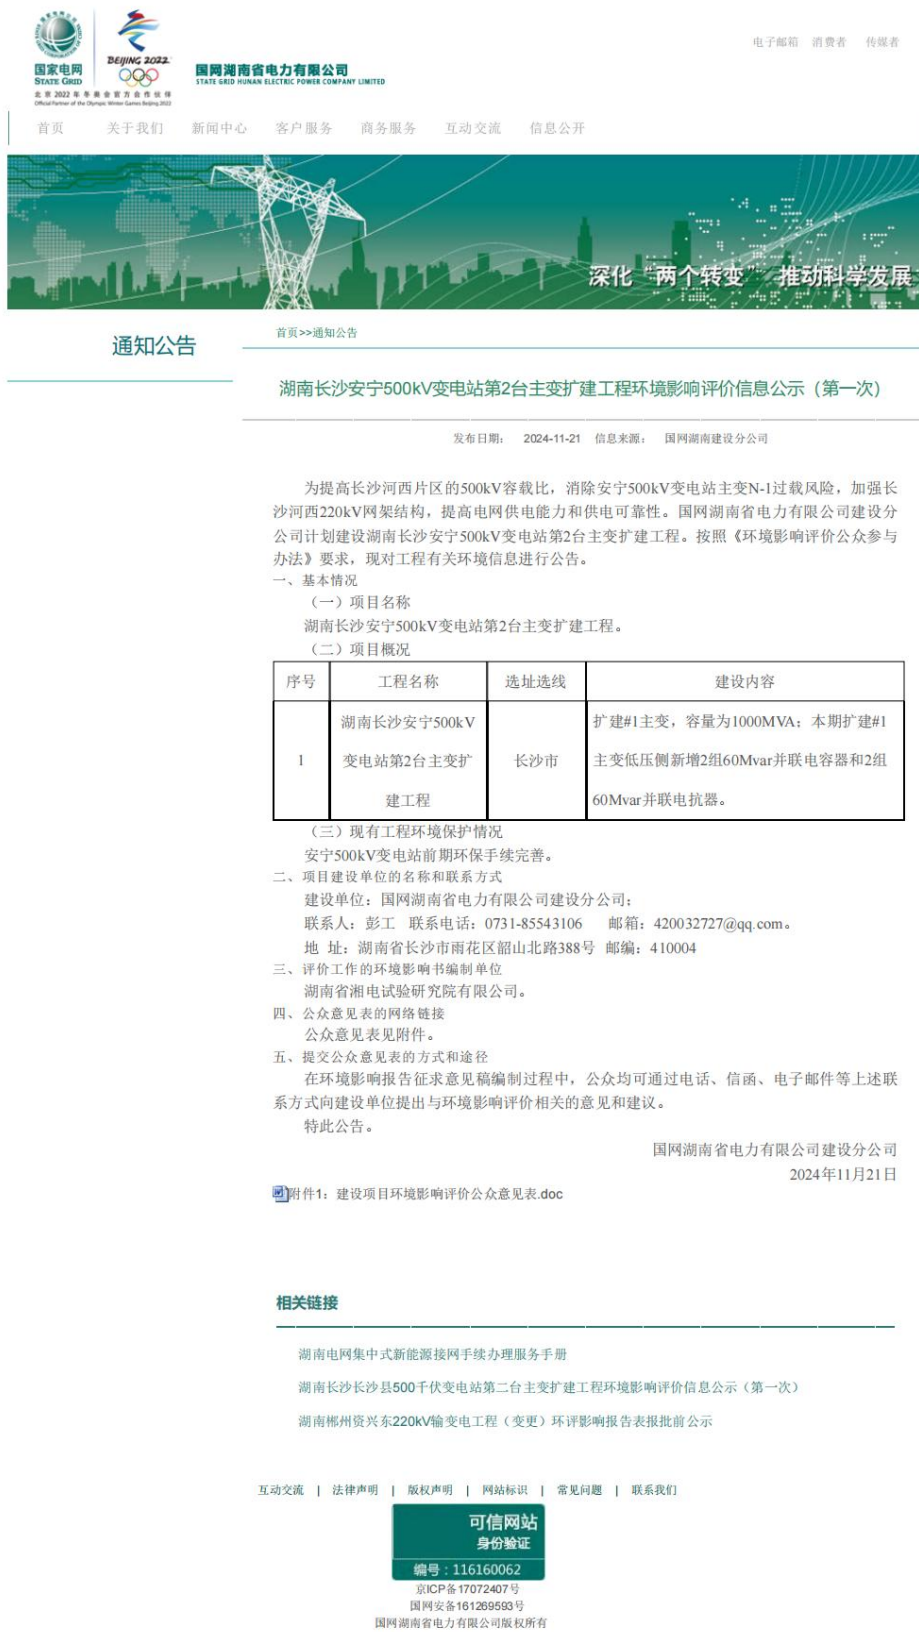 国家电网
STATE GRID
BEIJING 2022
北京2022年冬奥会官方合作伙伴
Official Partner of the Olympic Winter Games Beijing 2022
国网湖南省电力有限公司
STATE GRID HUNAN ELECTRIC POWER COMPANY LIMITED
电子邮箱 消费者 传媒者
首页 关于我们 新闻中心 客户服务 商务服务 互动交流 信息公开
深化“两个转变” 推动科学发展
通知公告
首页>>通知公告
湖南长沙安宁500kV变电站第2台主变扩建工程环境影响评价信息公示（第一次）
发布日期： 2024-11-21 信息来源： 国网湖南建设分公司
为提高长沙河西片区的500kV容载比，消除安宁500kV变电站主变N-1过载风险，加强长
沙河西220kV网架结构，提高电网供电能力和供电可靠性。国网湖南省电力有限公司建设分
公司计划建设湖南长沙安宁500kV变电站第2台主变扩建工程。按照《环境影响评价公众参与
办法》要求，现对工程有关环境信息进行公告。
一、基本情况
（一）项目名称
湖南长沙安宁500kV变电站第2台主变扩建工程。
（二）项目概况
序号 工程名称 选址选线 建设内容
1 湖南长沙安宁500kV
变电站第2台主变扩
建工程
长沙市
扩建#1主变，容量为1000MVA；本期扩建#1
主变低压侧新增2组60Mvar并联电容器和2组
60Mvar并联电抗器。
（三）现有工程环境保护情况
安宁500kV变电站前期环保手续完善。
二、项目建设单位的名称和联系方式
建设单位：国网湖南省电力有限公司建设分公司；
联系人：彭工 联系电话：0731-85543106 邮箱：420032727@qq.com。
地 址：湖南省长沙市雨花区韶山北路388号 邮编：410004
三、评价工作的环境影响书编制单位
湖南省湘电试验研究院有限公司。
四、公众意见表的网络链接
公众意见表见附件。
五、提交公众意见表的方式和途径
在环境影响报告征求意见稿编制过程中，公众均可通过电话、信函、电子邮件等上述联
系方式向建设单位提出与环境影响评价相关的意见和建议。
特此公告。
国网湖南省电力有限公司建设分公司
2024年11月21日
附件1：建设项目环境影响评价公众意见表.doc
相关链接
湖南电网集中式新能源接网手续办理服务手册
湖南长沙长沙县500千伏变电站第二台主变扩建工程环境影响评价信息公示（第一次）
湖南郴州资兴东220kV输变电工程（变更）环评影响报告表报批前公示
互动交流 | 法律声明 | 版权声明 | 网站标识 | 常见问题 | 联系我们
可信网站
身份验证
编号：116160062
京ICP备17072407号
国网安备161269593号
国网湖南省电力有限公司版权所有